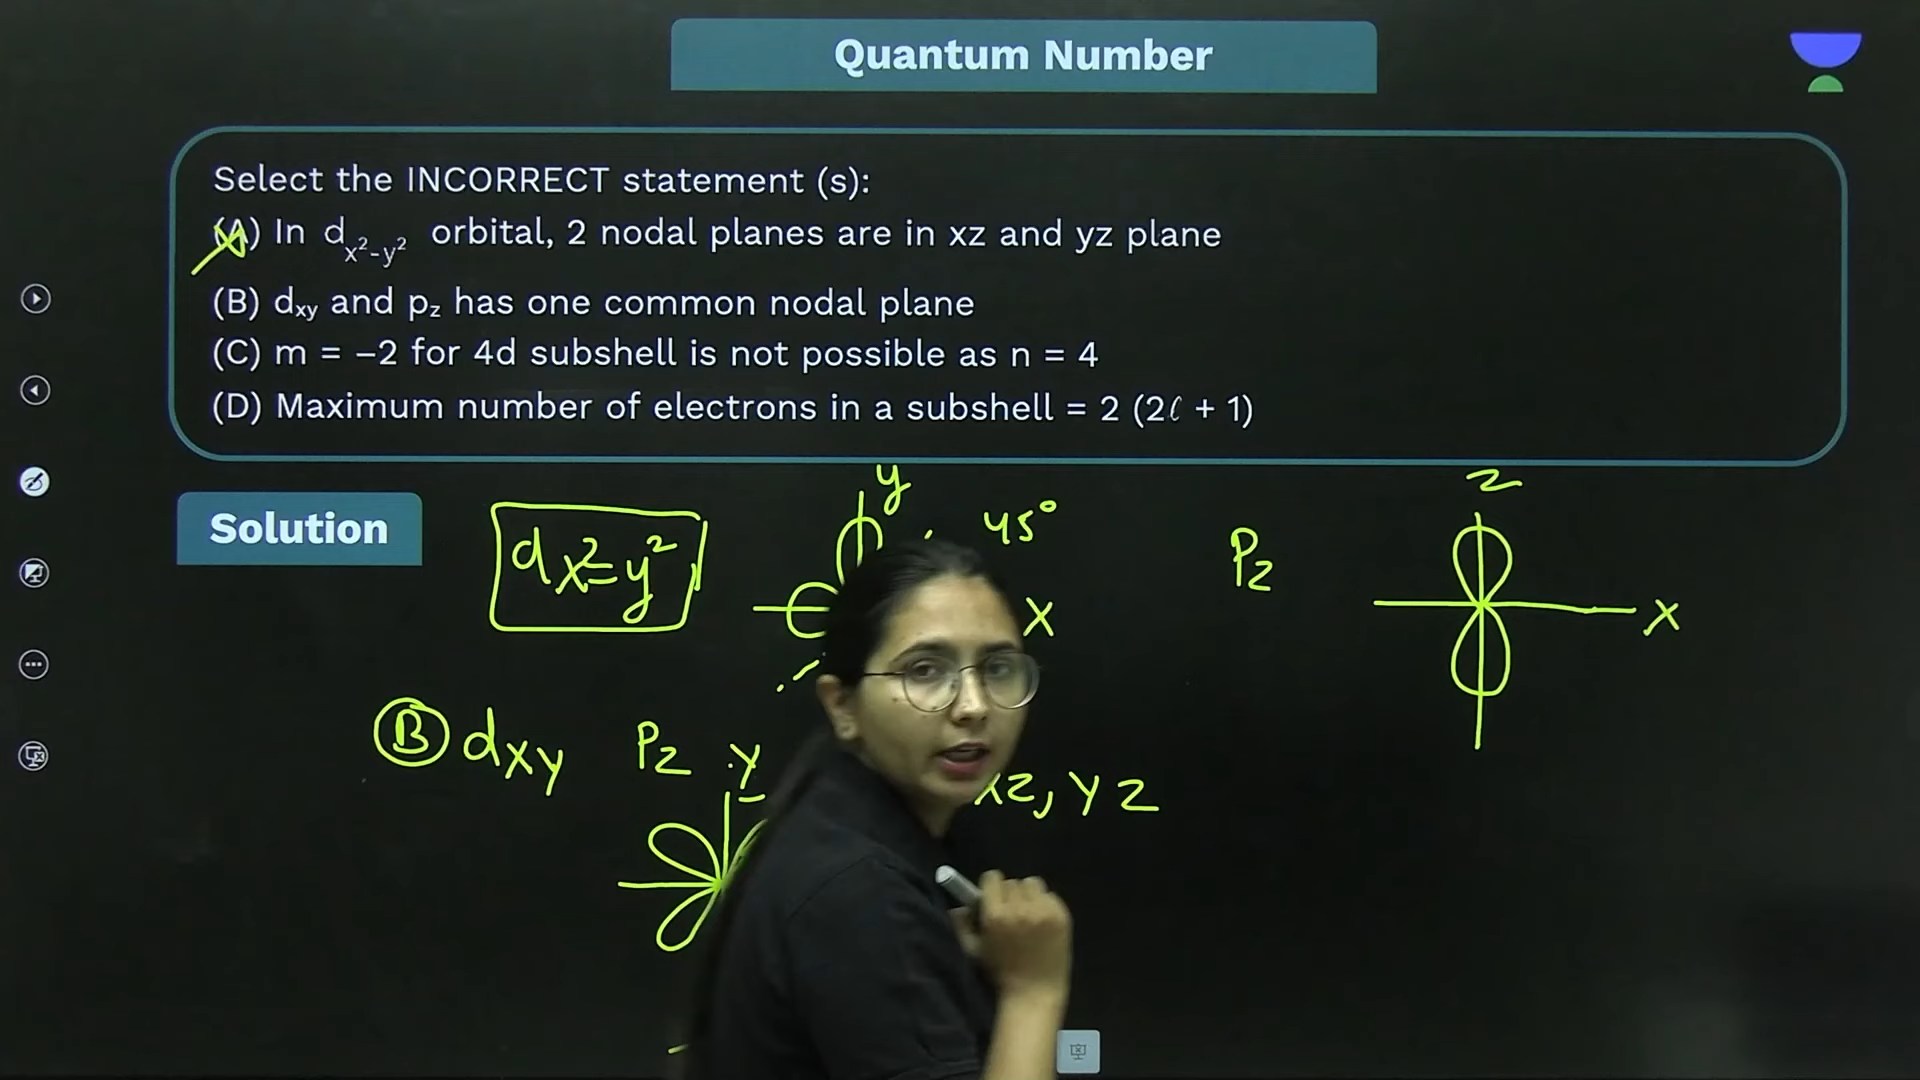 Quantum Number
Select the INCORRECT statement (s):
(A) In dx²-y² orbital, 2 nodal planes are in xz and yz plane
(B) dxy and pz has one common nodal plane
(C) m = –2 for 4d subshell is not possible as n = 4
(D) Maximum number of electrons in a subshell = 2 (2ℓ + 1)
Solution
dx²-y²
y
45°
X
Pz
z
X
B dxy Pz
y
xz, yz